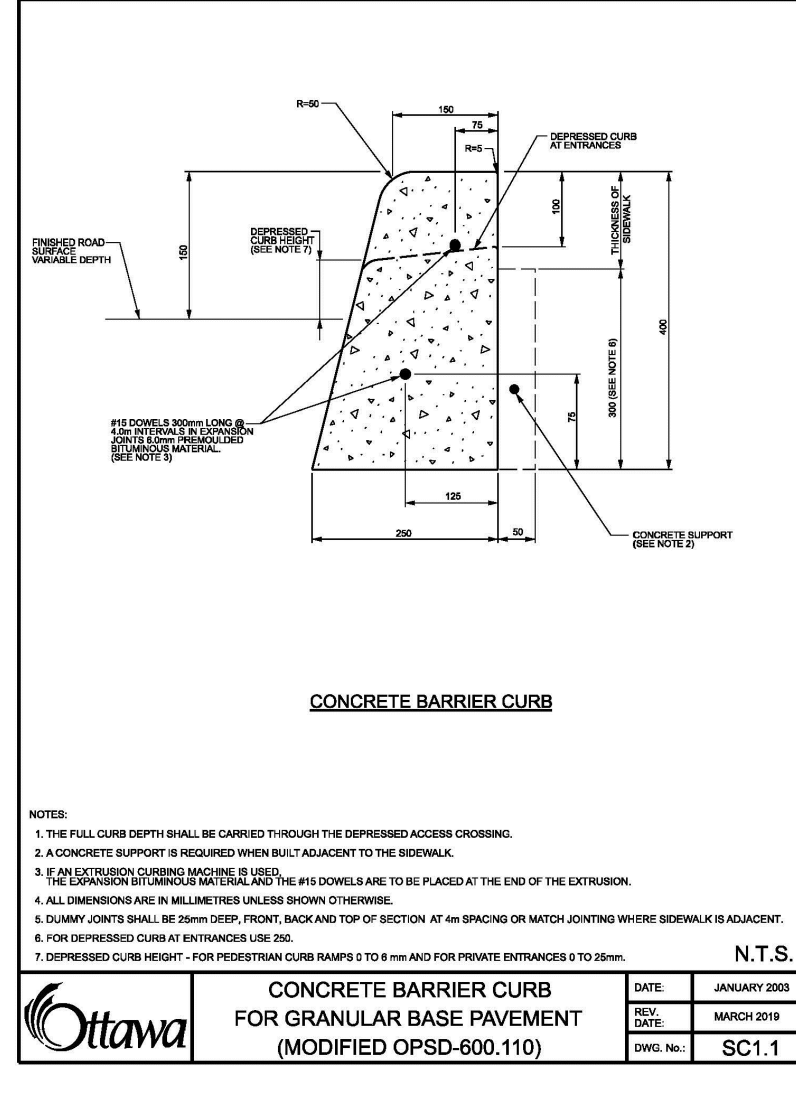 R=50
150
75
R=5
DEPRESSED CURB
AT ENTRANCES
FINISHED ROAD
SURFACE
VARIABLE DEPTH
150
DEPRESSED
CURB HEIGHT
(SEE NOTE 7)
100
THICKNESS OF
SIDEWALK
400
300 (SEE NOTE 6)
75
#15 DOWELS 300mm LONG @
4.0m INTERVALS IN EXPANSION
JOINTS 6.0mm PREMOULDED
BITUMINOUS MATERIAL.
(SEE NOTE 3)
125
250
50
CONCRETE SUPPORT
(SEE NOTE 2)
CONCRETE BARRIER CURB
NOTES:
1. THE FULL CURB DEPTH SHALL BE CARRIED THROUGH THE DEPRESSED ACCESS CROSSING.
2. A CONCRETE SUPPORT IS REQUIRED WHEN BUILT ADJACENT TO THE SIDEWALK.
3. IF AN EXTRUSION CURBING MACHINE IS USED,
THE EXPANSION BITUMINOUS MATERIAL AND THE #15 DOWELS ARE TO BE PLACED AT THE END OF THE EXTRUSION.
4. ALL DIMENSIONS ARE IN MILLIMETRES UNLESS SHOWN OTHERWISE.
5. DUMMY JOINTS SHALL BE 25mm DEEP, FRONT, BACK AND TOP OF SECTION AT 4m SPACING OR MATCH JOINTING WHERE SIDEWALK IS ADJACENT.
6. FOR DEPRESSED CURB AT ENTRANCES USE 250.
7. DEPRESSED CURB HEIGHT - FOR PEDESTRIAN CURB RAMPS 0 TO 6 mm AND FOR PRIVATE ENTRANCES 0 TO 25mm.
N.T.S.
Ottawa
CONCRETE BARRIER CURB
FOR GRANULAR BASE PAVEMENT
(MODIFIED OPSD-600.110)
DATE: JANUARY 2003
REV.
DATE: MARCH 2019
DWG. No.: SC1.1